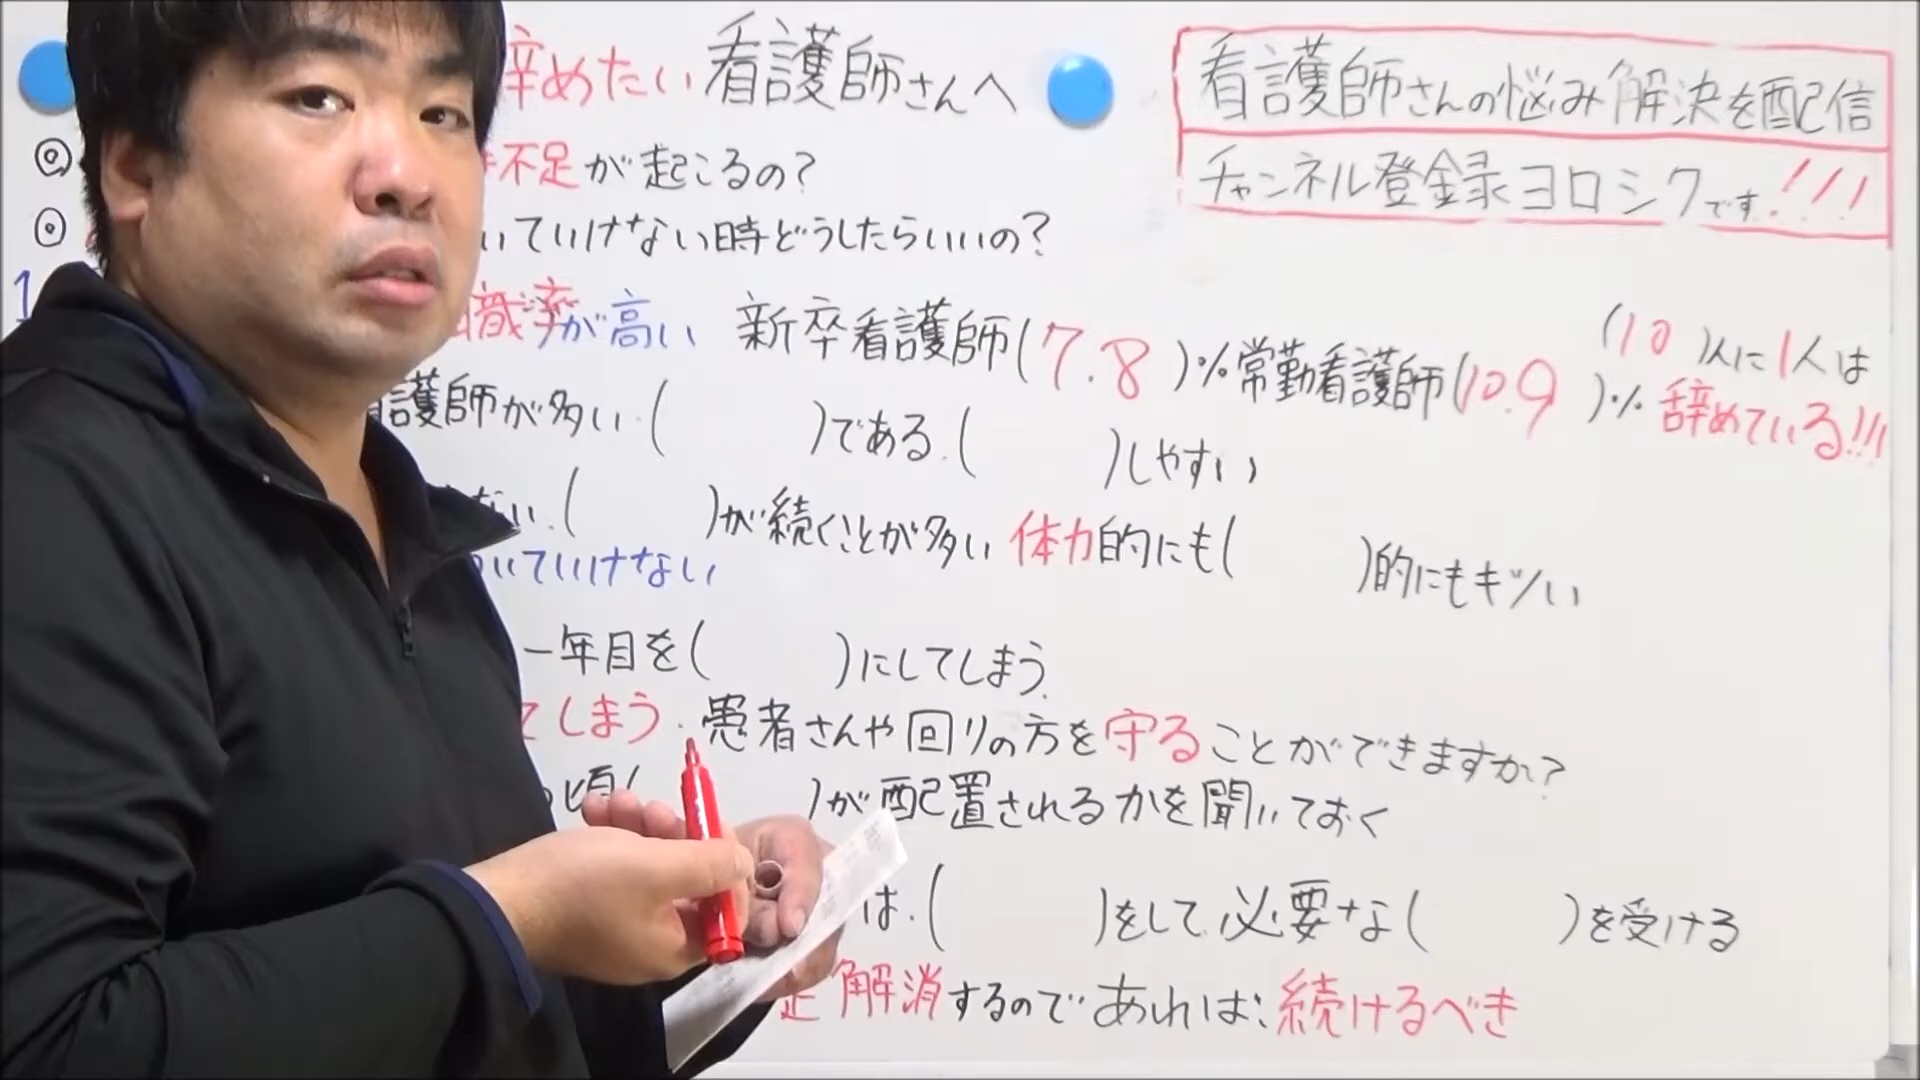 辞めたい看護師さんへ
看護師さんの悩み解決を配信
チャンネル登録ヨロシクです!!!
◎
不足が起こるの?
◎
いていけない時どうしたらいいの?
1
職率が高い 新卒看護師(7.8)% 常勤看護師(10.9)% (10)人に1人は
辞めている!!!
護師が多い.( )である.( )しやすい
ない.( )が続くことが多い 体力的にも( )的にもキツい
いていけない
一年目を( )にしてしまう.
てしまう.患者さんや回りの方を守ることができますか?
頃( )が配置されるかを聞いておく
は.( )をして必要な( )を受ける
解消するのであれば続けるべき